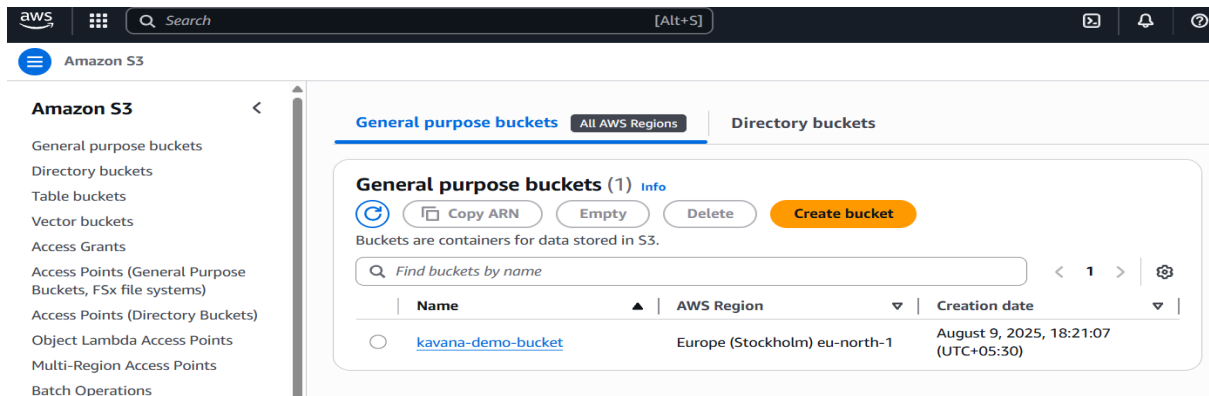 aws
Search [Alt+S]
Amazon S3
Amazon S3
General purpose buckets
Directory buckets
Table buckets
Vector buckets
Access Grants
Access Points (General Purpose
Buckets, FSx file systems)
Access Points (Directory Buckets)
Object Lambda Access Points
Multi-Region Access Points
Batch Operations
General purpose buckets All AWS Regions Directory buckets
General purpose buckets (1) Info
Copy ARN Empty Delete Create bucket
Buckets are containers for data stored in S3.
Find buckets by name 1
Name AWS Region Creation date
kavana-demo-bucket Europe (Stockholm) eu-north-1 August 9, 2025, 18:21:07
(UTC+05:30)